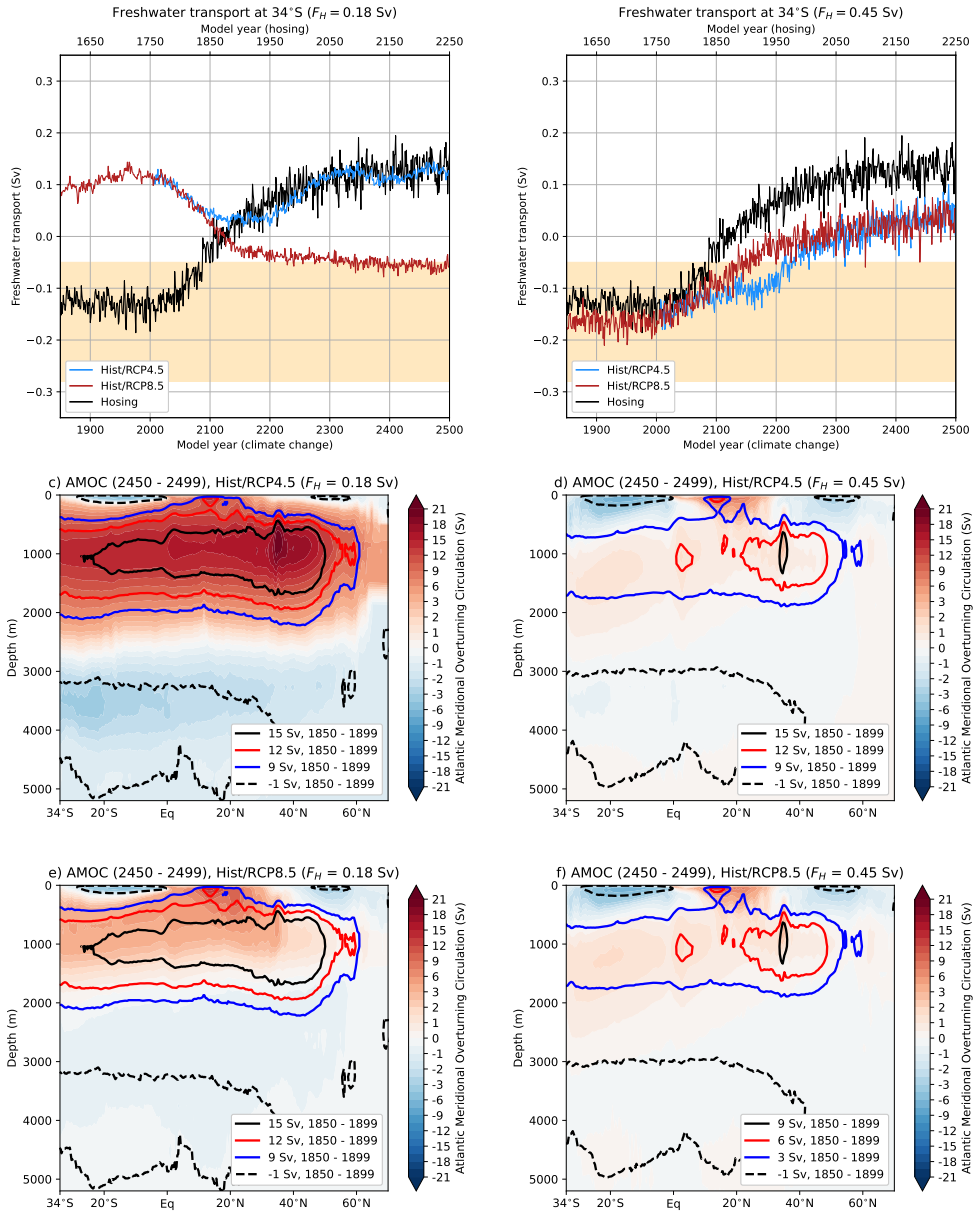 Freshwater transport at 34°S (F_H = 0.18 Sv)
Model year (hosing)
1650 1750 1850 1950 2050 2150 2250
0.3
0.2
0.1
0.0
−0.1
−0.2
−0.3
Freshwater transport (Sv)
Hist/RCP4.5
Hist/RCP8.5
Hosing
1900 2000 2100 2200 2300 2400 2500
Model year (climate change)
Freshwater transport at 34°S (F_H = 0.45 Sv)
Model year (hosing)
1650 1750 1850 1950 2050 2150 2250
0.3
0.2
0.1
0.0
−0.1
−0.2
−0.3
Freshwater transport (Sv)
Hist/RCP4.5
Hist/RCP8.5
Hosing
1900 2000 2100 2200 2300 2400 2500
Model year (climate change)
c) AMOC (2450 - 2499), Hist/RCP4.5 (F_H = 0.18 Sv)
0
1000
2000
3000
4000
5000
Depth (m)
15 Sv, 1850 - 1899
12 Sv, 1850 - 1899
9 Sv, 1850 - 1899
-1 Sv, 1850 - 1899
34°S 20°S Eq 20°N 40°N 60°N
21
18
15
12
9
6
3
2
1
0
-1
-2
-3
-6
-9
-12
-15
-18
-21
Atlantic Meridional Overturning Circulation (Sv)
d) AMOC (2450 - 2499), Hist/RCP4.5 (F_H = 0.45 Sv)
0
1000
2000
3000
4000
5000
Depth (m)
15 Sv, 1850 - 1899
12 Sv, 1850 - 1899
9 Sv, 1850 - 1899
-1 Sv, 1850 - 1899
34°S 20°S Eq 20°N 40°N 60°N
21
18
15
12
9
6
3
2
1
0
-1
-2
-3
-6
-9
-12
-15
-18
-21
Atlantic Meridional Overturning Circulation (Sv)
e) AMOC (2450 - 2499), Hist/RCP8.5 (F_H = 0.18 Sv)
0
1000
2000
3000
4000
5000
Depth (m)
15 Sv, 1850 - 1899
12 Sv, 1850 - 1899
9 Sv, 1850 - 1899
-1 Sv, 1850 - 1899
34°S 20°S Eq 20°N 40°N 60°N
21
18
15
12
9
6
3
2
1
0
-1
-2
-3
-6
-9
-12
-15
-18
-21
Atlantic Meridional Overturning Circulation (Sv)
f) AMOC (2450 - 2499), Hist/RCP8.5 (F_H = 0.45 Sv)
0
1000
2000
3000
4000
5000
Depth (m)
9 Sv, 1850 - 1899
6 Sv, 1850 - 1899
3 Sv, 1850 - 1899
-1 Sv, 1850 - 1899
34°S 20°S Eq 20°N 40°N 60°N
21
18
15
12
9
6
3
2
1
0
-1
-2
-3
-6
-9
-12
-15
-18
-21
Atlantic Meridional Overturning Circulation (Sv)